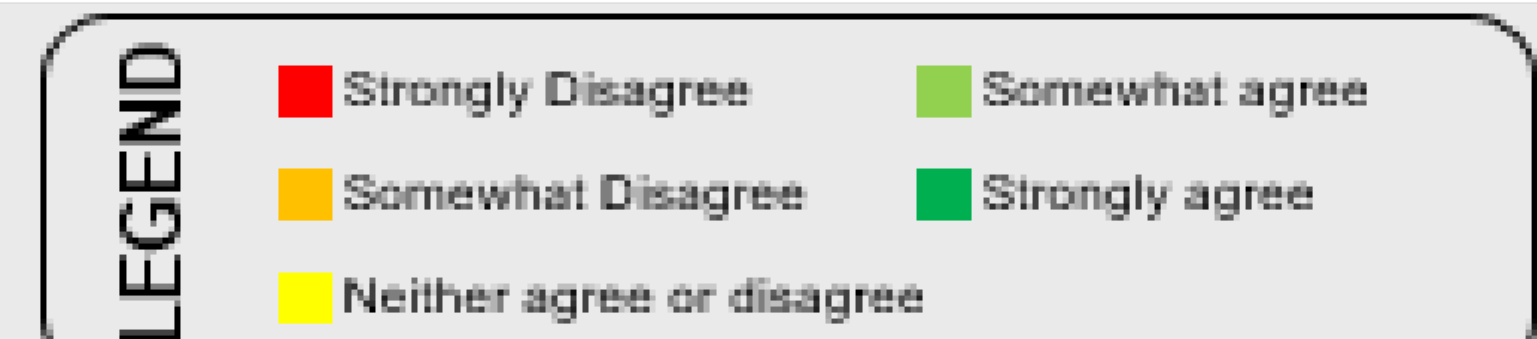 LEGEND
Strongly Disagree
Somewhat Disagree
Neither agree or disagree
Somewhat agree
Strongly agree